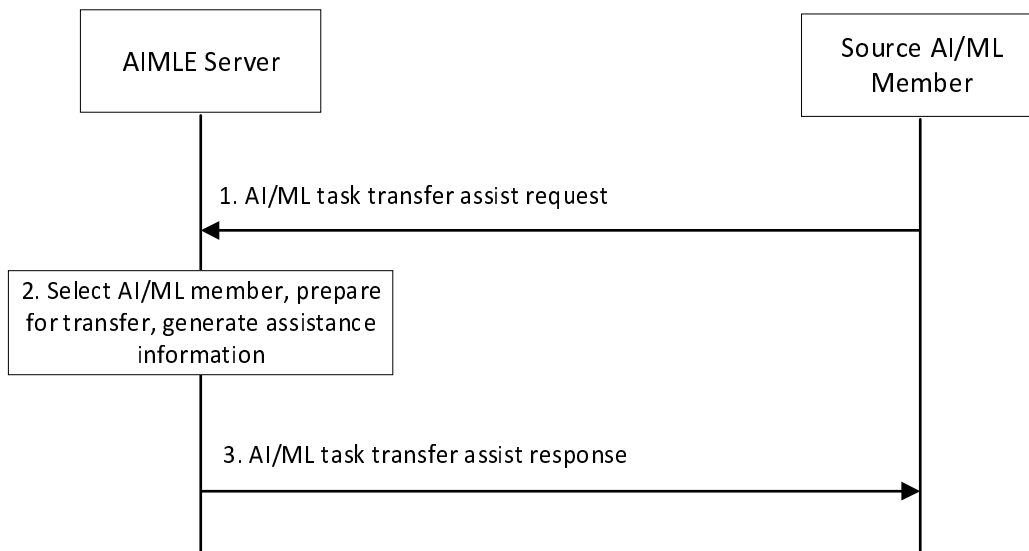 AIMLE Server
Source AI/ML
Member
1. AI/ML task transfer assist request
2. Select AI/ML member, prepare
for transfer, generate assistance
information
3. AI/ML task transfer assist response